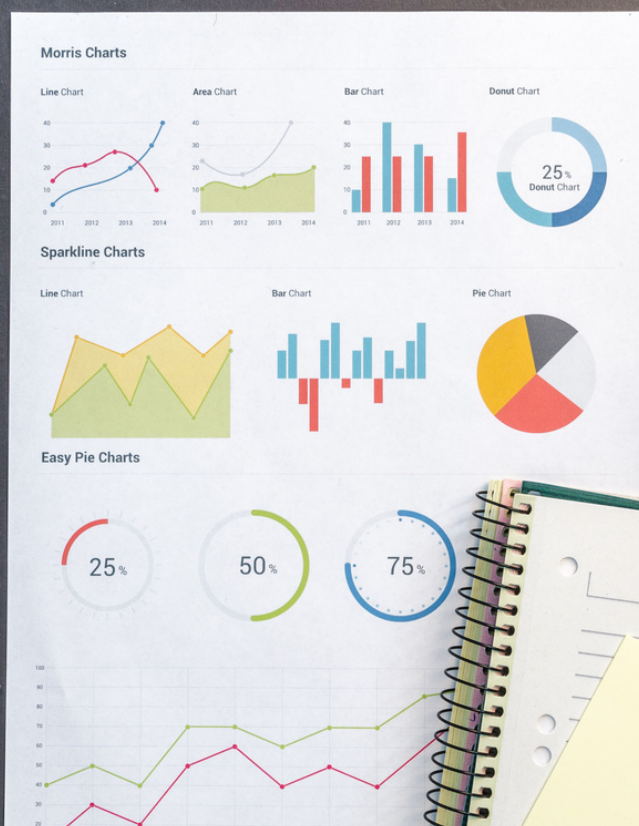 Morris Charts
Line Chart
Area Chart
Bar Chart
Donut Chart
40
30
20
10
0
2011 2012 2013 2014
40
30
20
10
0
2011 2012 2013 2014
40
30
20
10
0
2011 2012 2013 2014
25%
Donut Chart
Sparkline Charts
Line Chart
Bar Chart
Pie Chart
Easy Pie Charts
25%
50%
75%
100
90
80
70
60
50
40
30
20